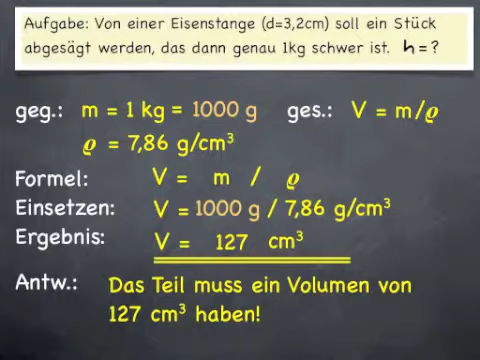 Aufgabe: Von einer Eisenstange (d=3,2cm) soll ein Stück
abgesägt werden, das dann genau 1kg schwer ist. h=?
geg.: m = 1 kg = 1000 g ges.: V = m/ϱ
ϱ = 7,86 g/cm³
Formel: V = m / ϱ
Einsetzen: V = 1000 g / 7,86 g/cm³
Ergebnis: V = 127 cm³
Antw.: Das Teil muss ein Volumen von
127 cm³ haben!